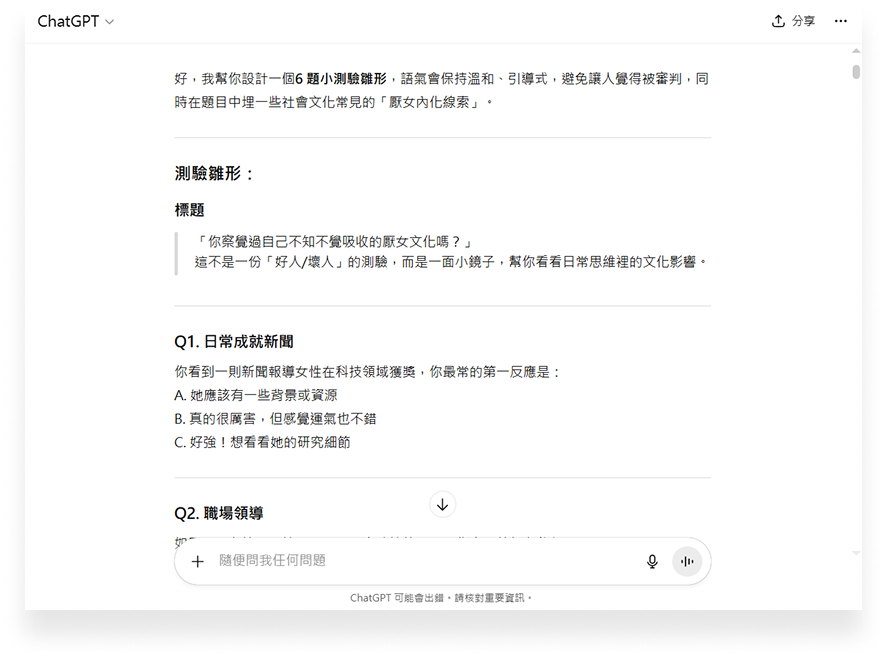 ChatGPT
分享
好，我幫你設計一個6 題小測驗雛形，語氣會保持溫和、引導式，避免讓人覺得被審判，同
時在題目中埋一些社會文化常見的「厭女內化線索」。
測驗雛形：
標題
「你察覺過自己不知不覺吸收的厭女文化嗎？」
這不是一份「好人/壞人」的測驗，而是一面小鏡子，幫你看看日常思維裡的文化影響。
Q1. 日常成就新聞
你看到一則新聞報導女性在科技領域獲獎，你最常的第一反應是：
A. 她應該有一些背景或資源
B. 真的很厲害，但感覺運氣也不錯
C. 好強！想看看她的研究細節
Q2. 職場領導
隨便問我任何問題
ChatGPT 可能會出錯。請核對重要資訊。